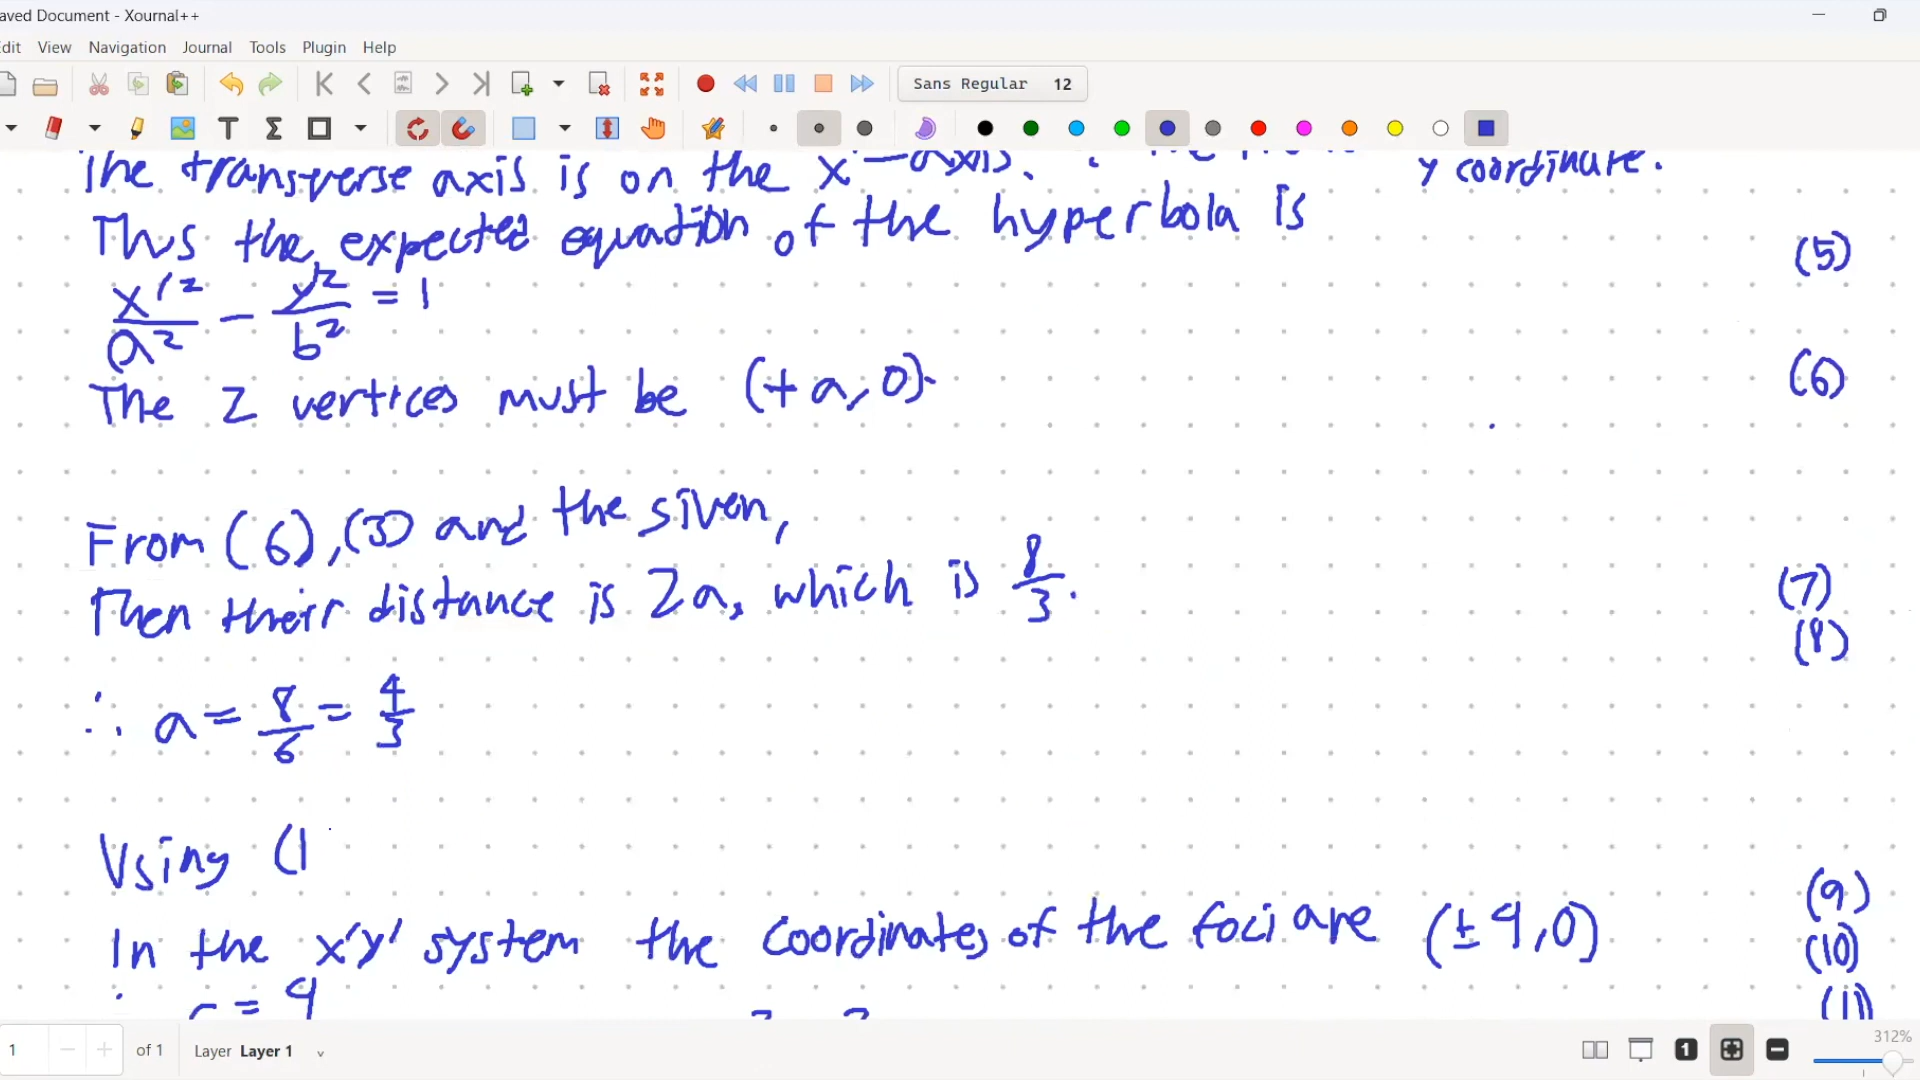 aved Document - Xournal++
dit View Navigation Journal Tools Plugin Help
Sans Regular 12
The transverse axis is on the x'-axis.
y coordinate.
Thus the expected equation of the hyperbola is
(5)
x'²/a² - y'²/b² = 1
The 2 vertices must be (+a,0).
(6)
From (6),(3) and the given,
Then their distance is 2a, which is 8/3.
(7)
(8)
∴ a = 8/6 = 4/3
Using (1
(9)
In the x'y' system the coordinates of the foci are (±4,0)
(10)
c = 4
(11
1 of 1 Layer Layer 1
1
312%